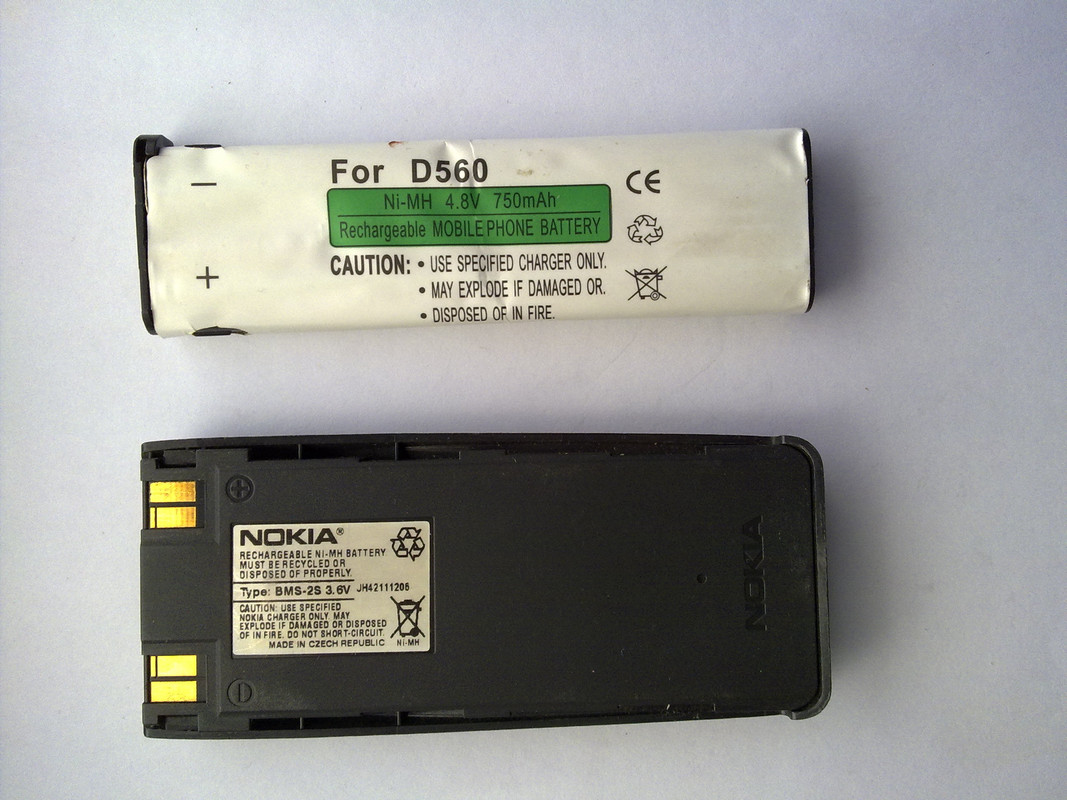 For D560
Ni-MH 4.8V 750mAh
Rechargeable MOBILE PHONE BATTERY
CAUTION: • USE SPECIFIED CHARGER ONLY.
• MAY EXPLODE IF DAMAGED OR.
• DISPOSED OF IN FIRE.
CE
−
+
NOKIA®
RECHARGEABLE NI-MH BATTERY
MUST BE RECYCLED OR
DISPOSED OF PROPERLY.
Type: BMS-2S 3.6V JH42111206
CAUTION: USE SPECIFIED
NOKIA CHARGER ONLY. MAY
EXPLODE IF DAMAGED OR DISPOSED
OF IN FIRE. DO NOT SHORT-CIRCUIT.
MADE IN CZECH REPUBLIC
Ni-MH
NOKIA